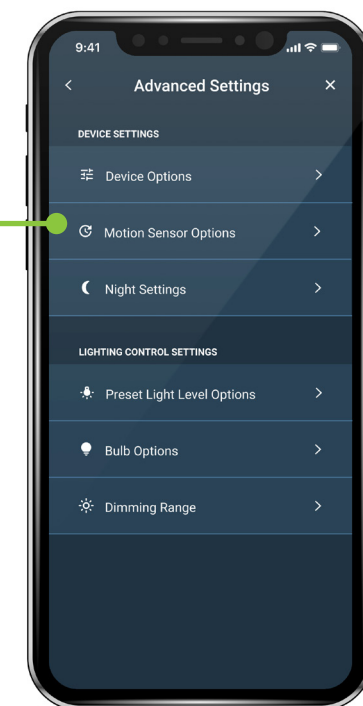 9:41
Advanced Settings
DEVICE SETTINGS
Device Options
Motion Sensor Options
Night Settings
LIGHTING CONTROL SETTINGS
Preset Light Level Options
Bulb Options
Dimming Range